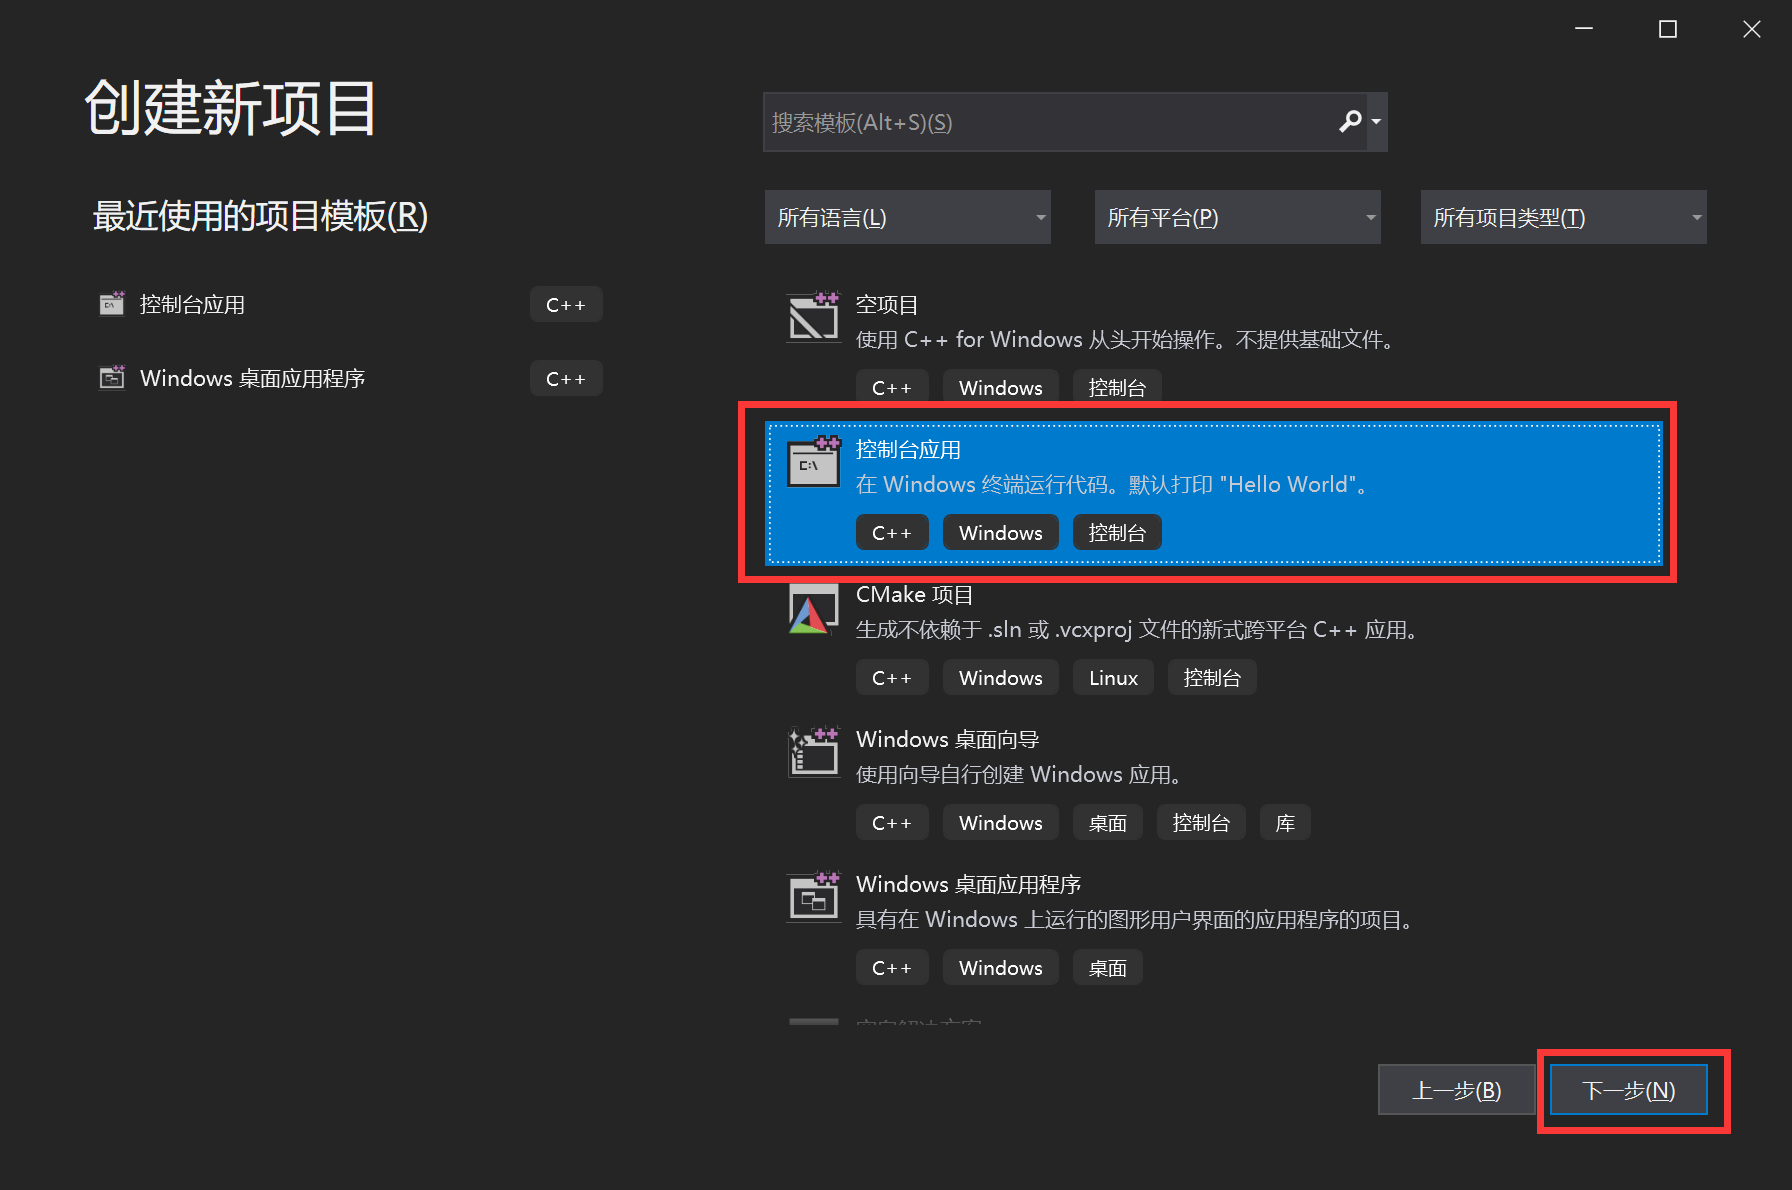 创建新项目
搜索模板(Alt+S)(S)
最近使用的项目模板(R)
所有语言(L)
所有平台(P)
所有项目类型(T)
控制台应用
C++
Windows 桌面应用程序
C++
空项目
使用 C++ for Windows 从头开始操作。不提供基础文件。
C++ Windows 控制台
C:\
控制台应用
在 Windows 终端运行代码。默认打印 "Hello World"。
C++ Windows 控制台
CMake 项目
生成不依赖于 .sln 或 .vcxproj 文件的新式跨平台 C++ 应用。
C++ Windows Linux 控制台
Windows 桌面向导
使用向导自行创建 Windows 应用。
C++ Windows 桌面 控制台 库
Windows 桌面应用程序
具有在 Windows 上运行的图形用户界面的应用程序的项目。
C++ Windows 桌面
上一步(B)
下一步(N)